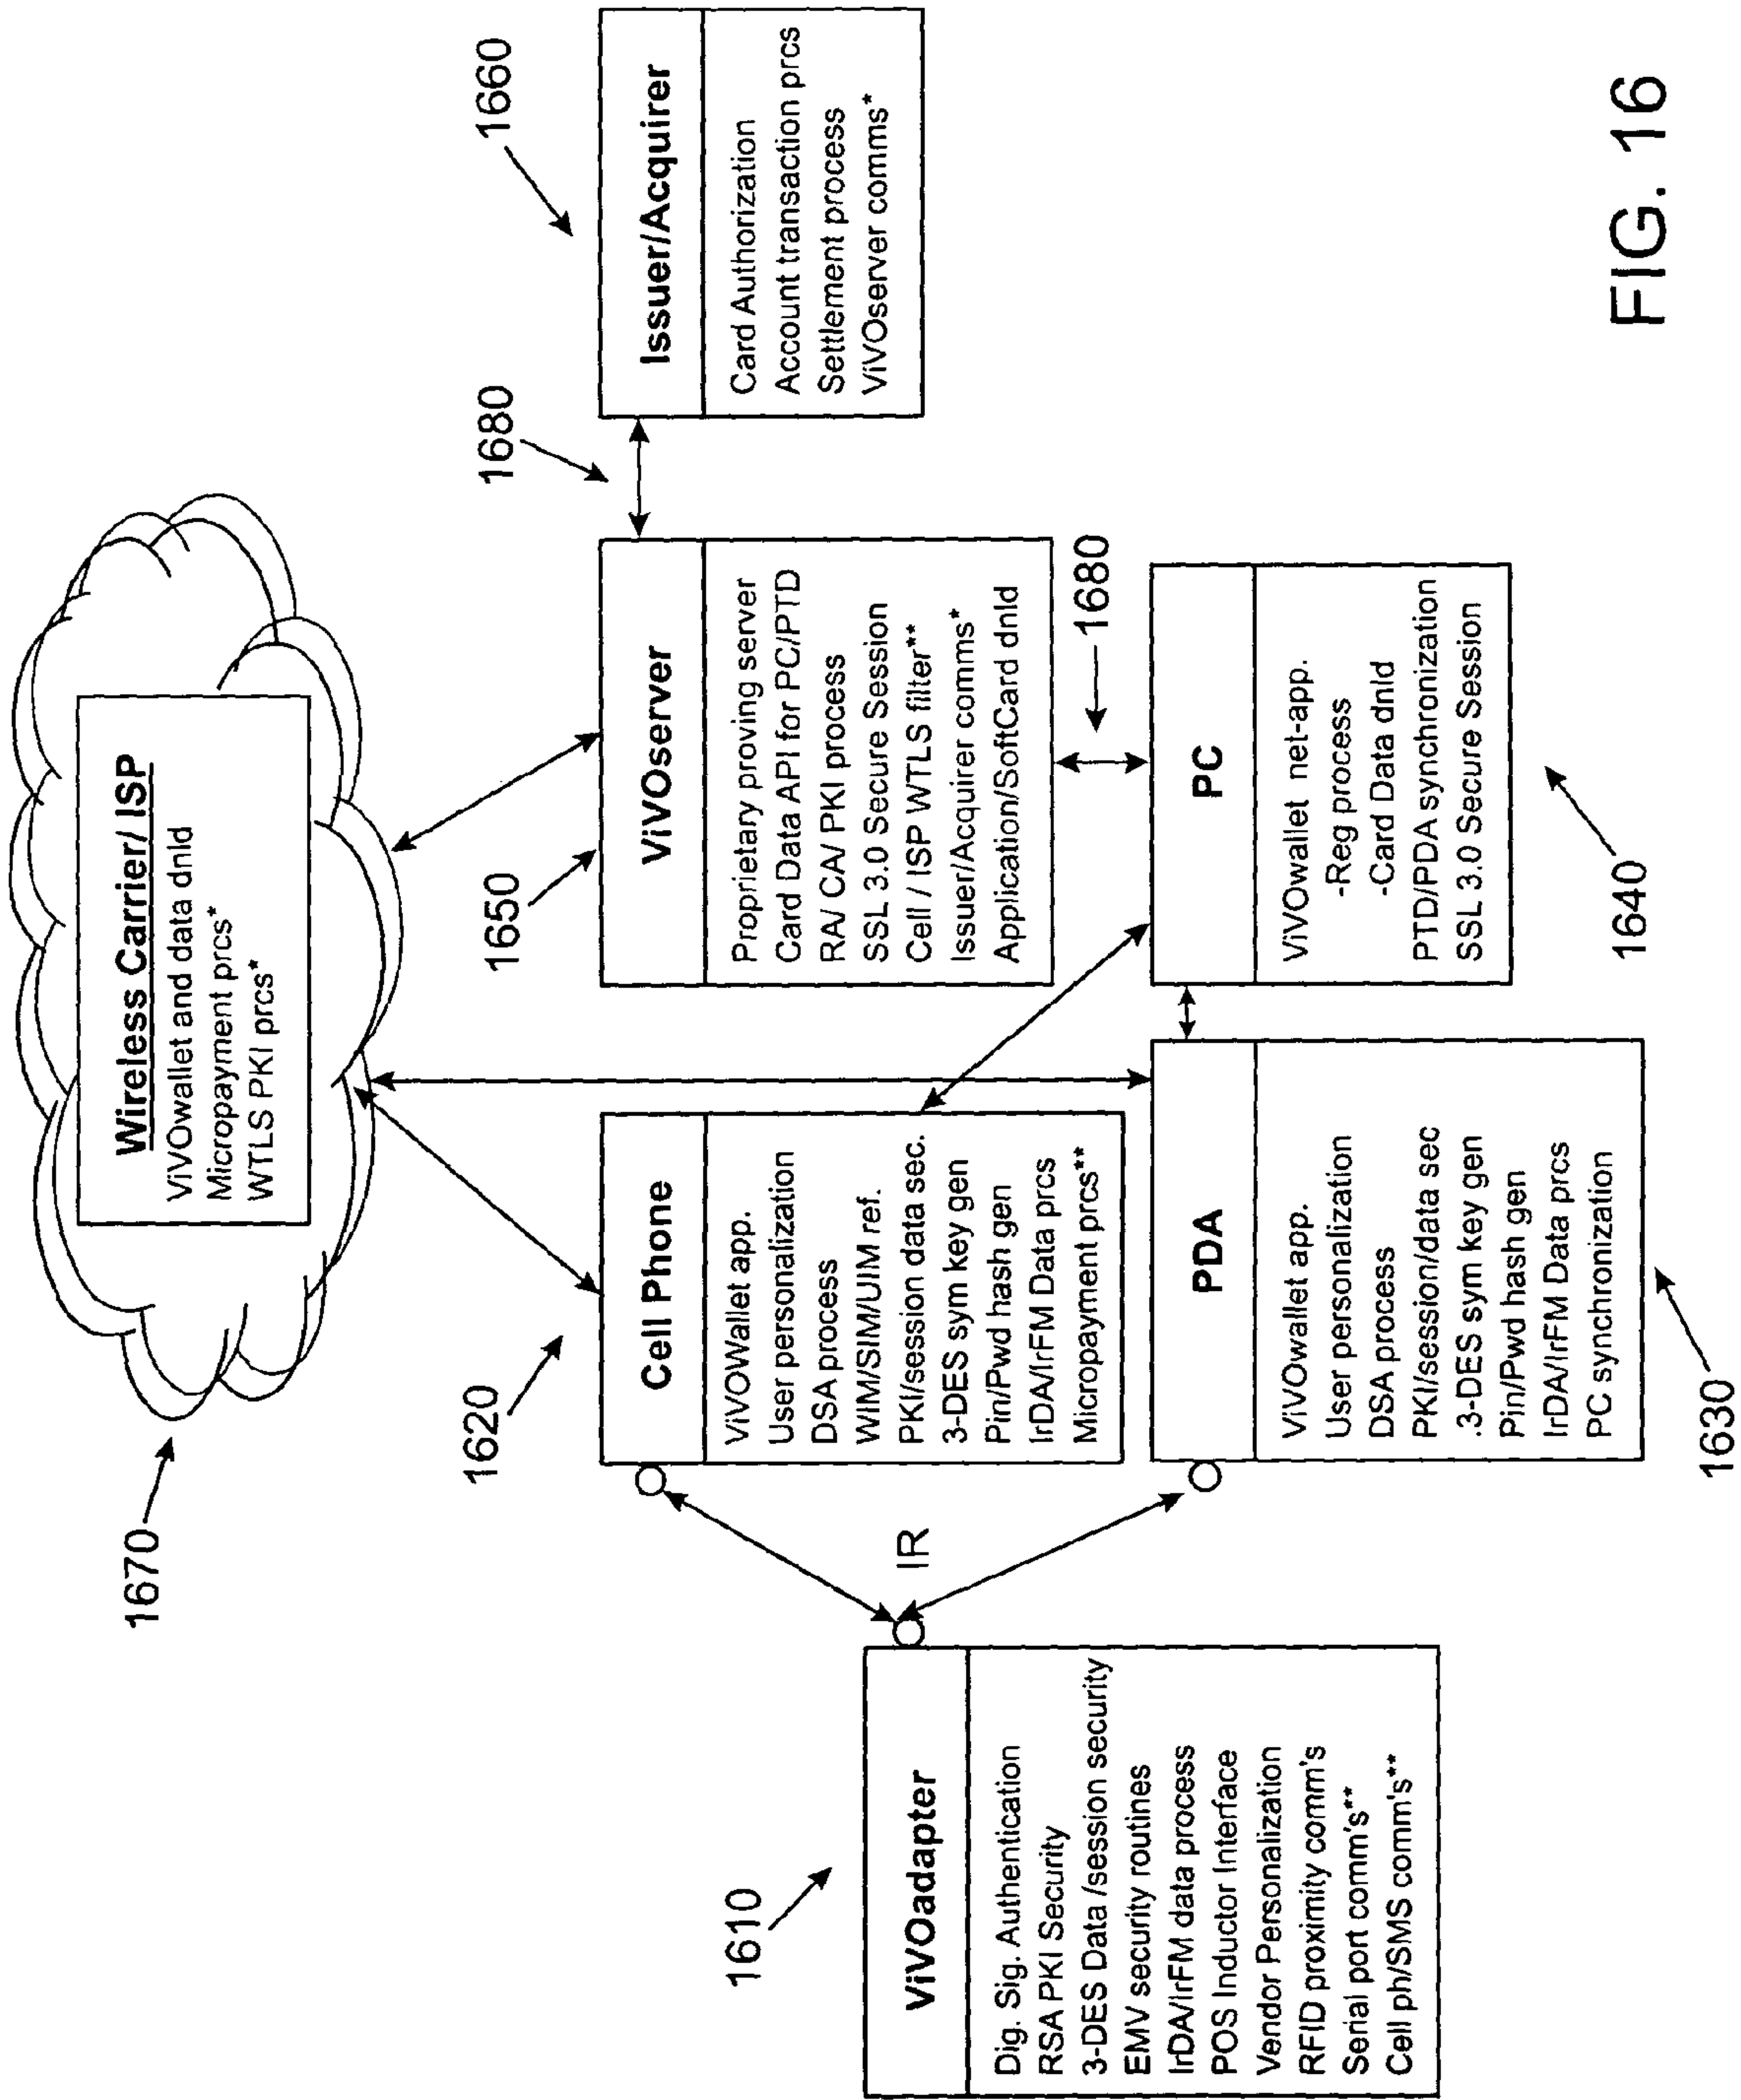 1670
Wireless Carrier/ ISP
ViVOwallet and data dnld
Micropayment prcs*
WTLS PKI prcs*
1620
1650
1680
1660
Cell Phone
ViVOWallet app.
User personalization
DSA process
WIM/SIM/UIM ref.
PKI/session data sec.
3-DES sym key gen
Pin/Pwd hash gen
IrDA/IrFM Data prcs
Micropayment prcs**
ViVOserver
Proprietary proving server
Card Data API for PC/PTD
RA/ CA/ PKI process
SSL 3.0 Secure Session
Cell / ISP WTLS filter**
Issuer/Acquirer comms*
Application/SoftCard dnld
Issuer/Acquirer
Card Authorization
Account transaction prcs
Settlement process
ViVOserver comms*
1610
IR
ViVOadapter
Dig. Sig. Authentication
RSA PKI Security
3-DES Data /session security
EMV security routines
IrDA/IrFM data process
POS Inductor Interface
Vendor Personalization
RFID proximity comm's
Serial port comm's**
Cell ph/SMS comm's**
1680
PDA
ViVOwallet app.
User personalization
DSA process
PKI/session/data sec
.3-DES sym key gen
Pin/Pwd hash gen
IrDA/IrFM Data prcs
PC synchronization
1630
PC
ViVOwallet net-app.
-Reg process
-Card Data dnld
PTD/PDA synchronization
SSL 3.0 Secure Session
1640
FIG. 16